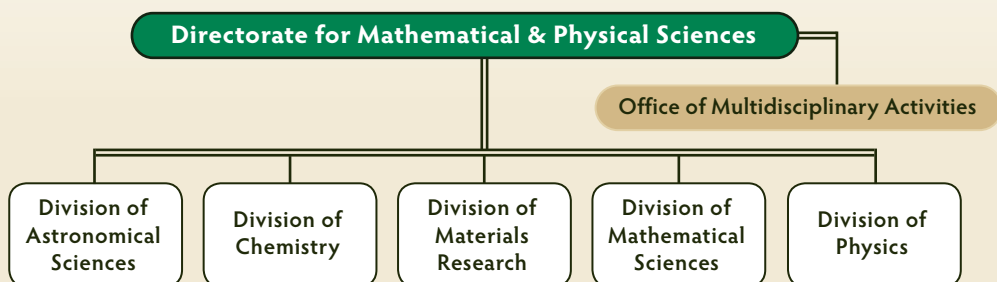 Directorate for Mathematical & Physical Sciences
Office of Multidisciplinary Activities
Division of
Astronomical
Sciences
Division of
Chemistry
Division of
Materials
Research
Division of
Mathematical
Sciences
Division of
Physics